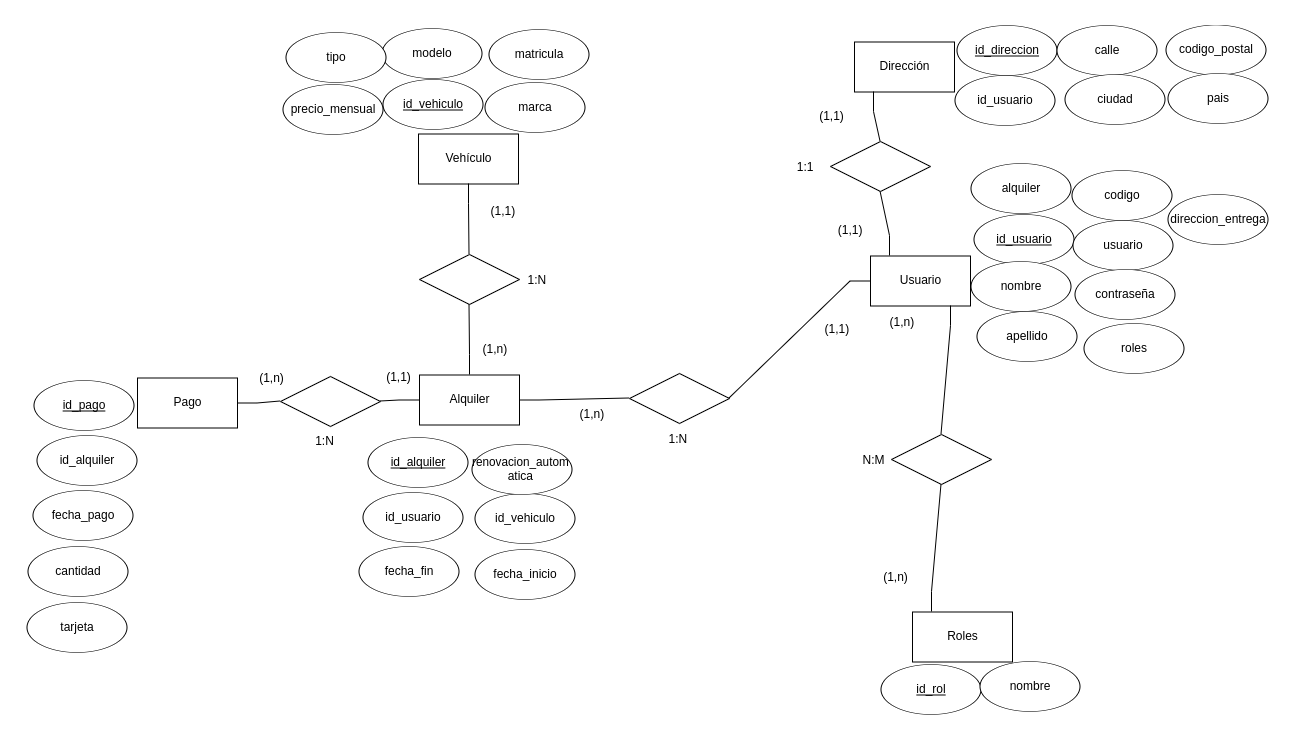 tipo
modelo
matricula
precio_mensual
id_vehiculo
marca
Vehículo
(1,1)
1:N
(1,n)
Dirección
id_direccion
calle
codigo_postal
id_usuario
ciudad
pais
(1,1)
1:1
(1,1)
alquiler
codigo
direccion_entrega
id_usuario
usuario
Usuario
nombre
contraseña
apellido
roles
(1,1)
(1,n)
Pago
(1,n)
1:N
(1,1)
Alquiler
(1,n)
1:N
id_pago
id_alquiler
fecha_pago
cantidad
tarjeta
id_alquiler
renovacion_autom
atica
id_usuario
id_vehiculo
fecha_fin
fecha_inicio
N:M
(1,n)
Roles
id_rol
nombre